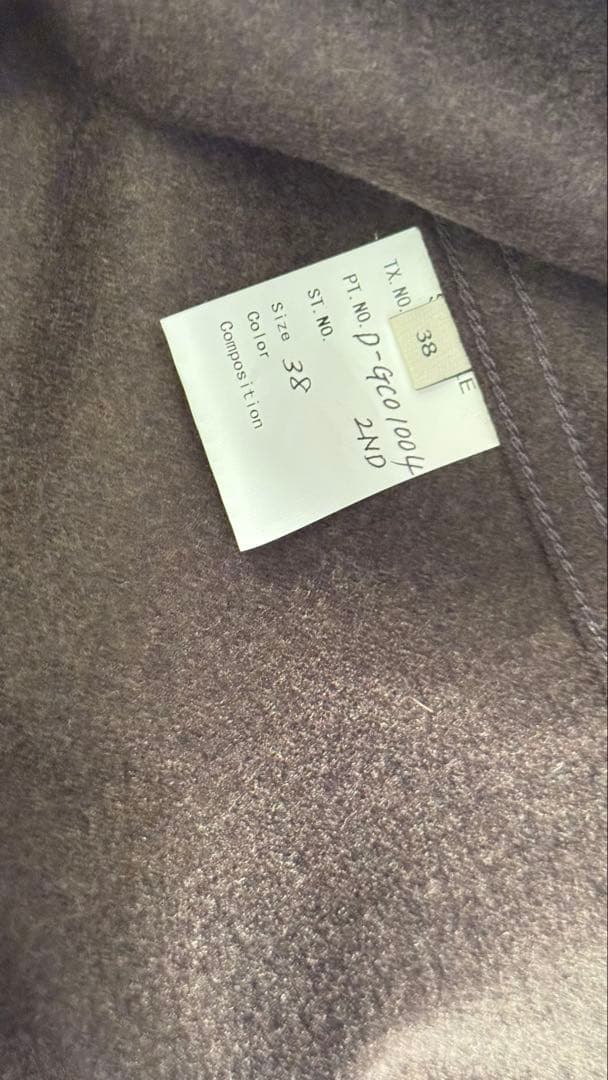 E
38
TX. NO.
PT. NO. D-GC01004
2ND
ST. NO.
Size 38
Color
Composition